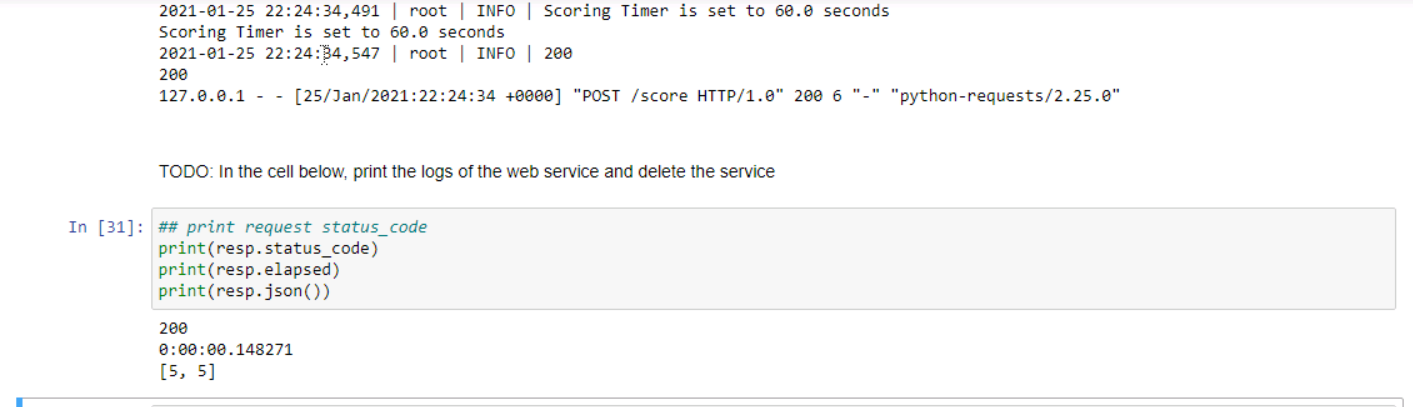 2021-01-25 22:24:34,491 | root | INFO | Scoring Timer is set to 60.0 seconds
Scoring Timer is set to 60.0 seconds
2021-01-25 22:24:34,547 | root | INFO | 200
200
127.0.0.1 - - [25/Jan/2021:22:24:34 +0000] "POST /score HTTP/1.0" 200 6 "-" "python-requests/2.25.0"
TODO: In the cell below, print the logs of the web service and delete the service
In [31]: ## print request status_code
print(resp.status_code)
print(resp.elapsed)
print(resp.json())
200
0:00:00.148271
[5, 5]